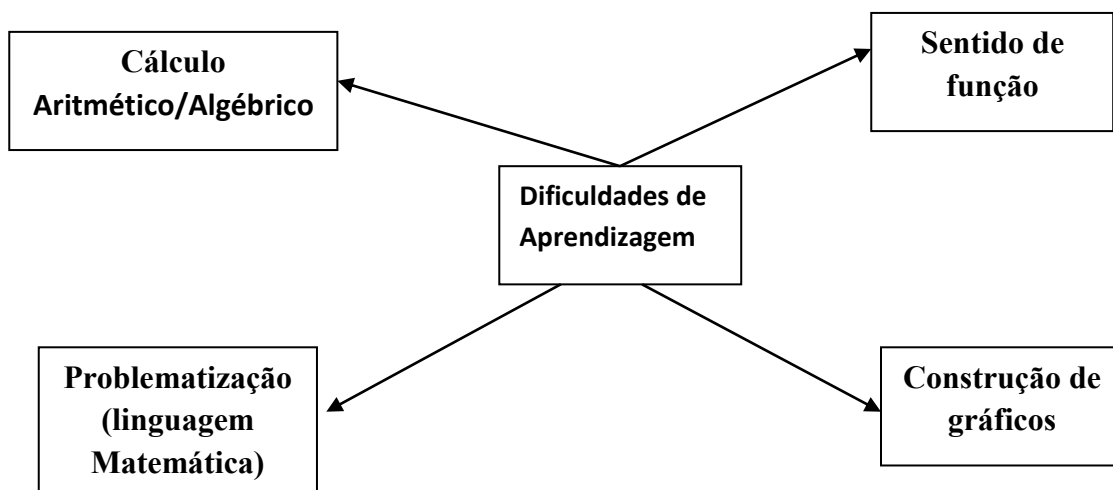 Cálculo
Aritmético/Algébrico
Sentido de
função
Dificuldades de
Aprendizagem
Problematização
(linguagem
Matemática)
Construção de
gráficos